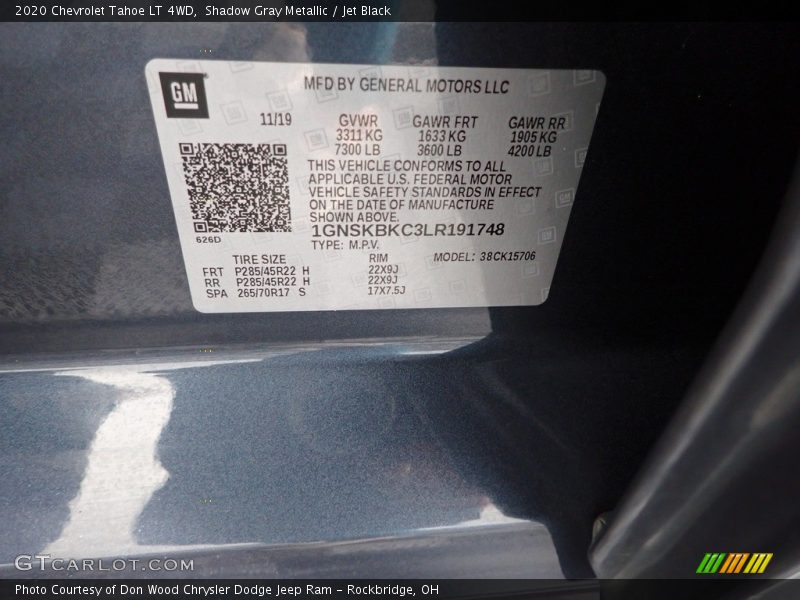 2020 Chevrolet Tahoe LT 4WD,  Shadow Gray Metallic / Jet Black
GM
MFD BY GENERAL MOTORS LLC
11/19 GVWR GAWR FRT GAWR RR
3311 KG 1633 KG 1905 KG
7300 LB 3600 LB 4200 LB
THIS VEHICLE CONFORMS TO ALL
APPLICABLE U.S. FEDERAL MOTOR
VEHICLE SAFETY STANDARDS IN EFFECT
ON THE DATE OF MANUFACTURE
SHOWN ABOVE.
1GNSKBKC3LR191748
626D TYPE: M.P.V.
TIRE SIZE RIM MODEL: 38CK15706
FRT P285/45R22 H 22X9J
RR P285/45R22 H 22X9J
SPA 265/70R17 S 17X7.5J
GTCARLOT.COM
Photo Courtesy of Don Wood Chrysler Dodge Jeep Ram - Rockbridge, OH